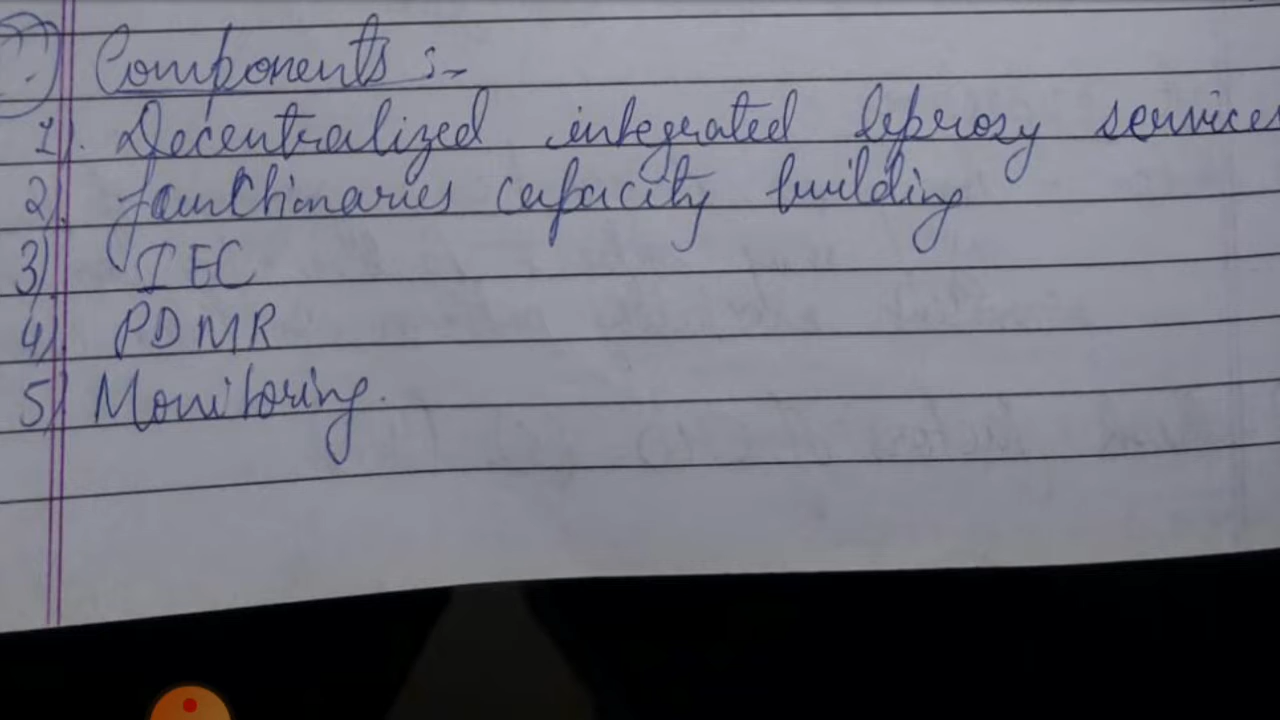 Components :-
1). Decentralized integrated leprosy services
2). functionaries capacity building
3) IEC
4) PDMR
5) Monitoring.